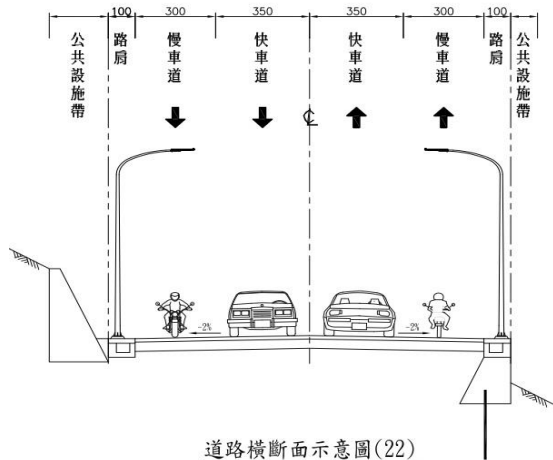 100 300 350 350 300 100
公共設施帶 路肩 慢車道 快車道 快車道 慢車道 路肩 公共設施帶
℄
-2% -2%
道路橫斷面示意圖(22)